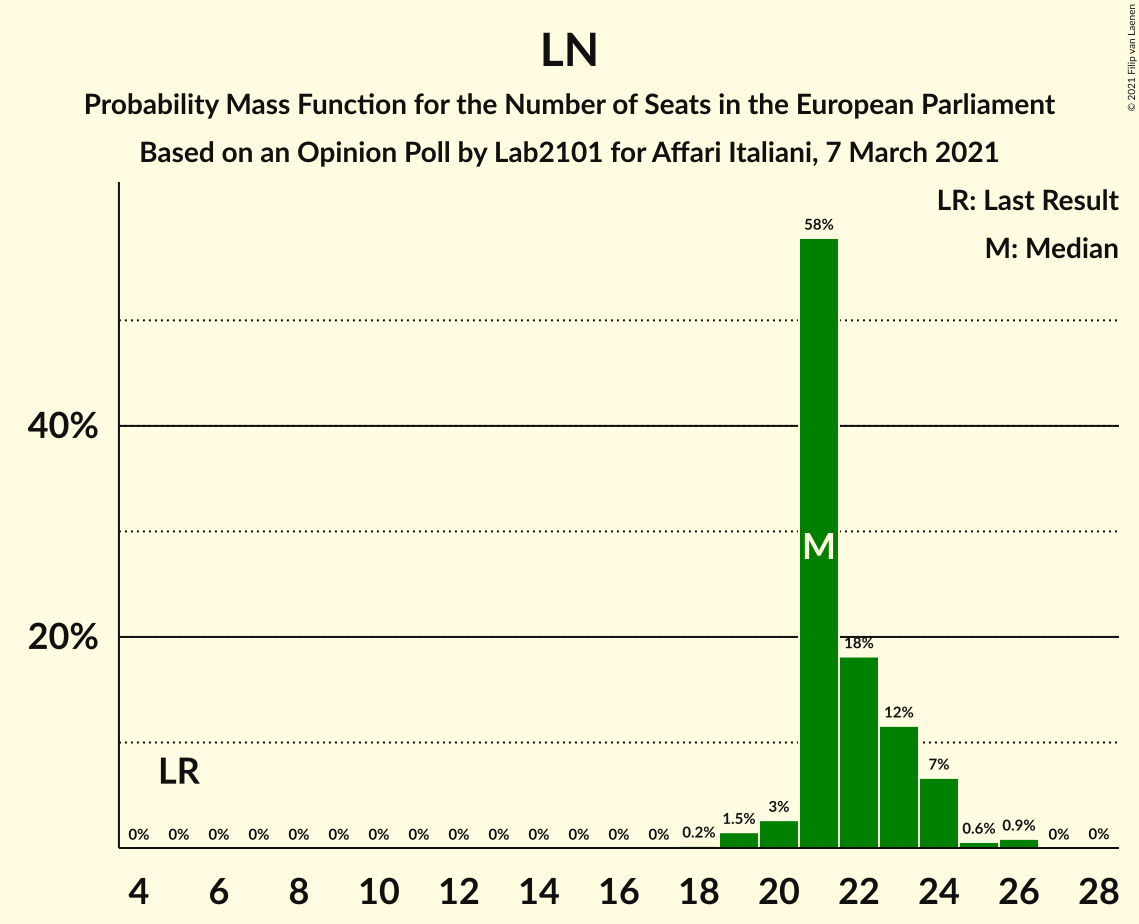 LN
Probability Mass Function for the Number of Seats in the European Parliament
Based on an Opinion Poll by Lab2101 for Affari Italiani, 7 March 2021
© 2021 Filip van Laenen
LR: Last Result
M: Median
58%
40%
M
20%
18%
12%
LR
7%
0% 0% 0% 0% 0% 0% 0% 0% 0% 0% 0% 0% 0% 0% 0.2% 1.5% 3% 0.6% 0.9% 0% 0%
4 6 8 10 12 14 16 18 20 22 24 26 28